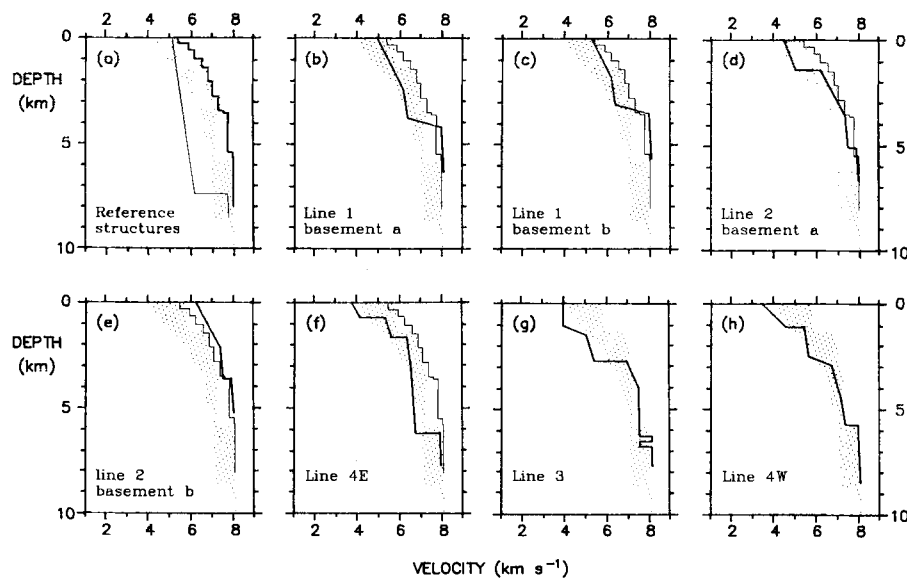 2 4 6 8 2 4 6 8 2 4 6 8 2 4 6 8
0 0
(a) (b) (c) (d)
DEPTH
(km)
5 5
Reference structures
Line 1 basement a
Line 1 basement b
Line 2 basement a
10 10
0 0
(e) (f) (g) (h)
DEPTH
(km)
5 5
line 2 basement b
Line 4E
Line 3
Line 4W
10 10
2 4 6 8 2 4 6 8 2 4 6 8 2 4 6 8
VELOCITY (km s⁻¹)